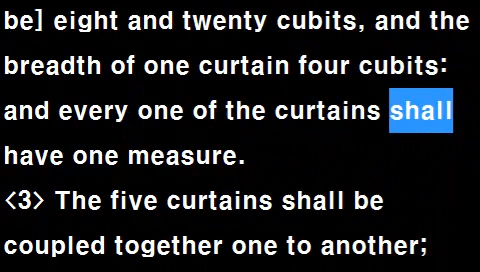 be] eight and twenty cubits, and the
breadth of one curtain four cubits:
and every one of the curtains shall
have one measure.
<3> The five curtains shall be
coupled together one to another;